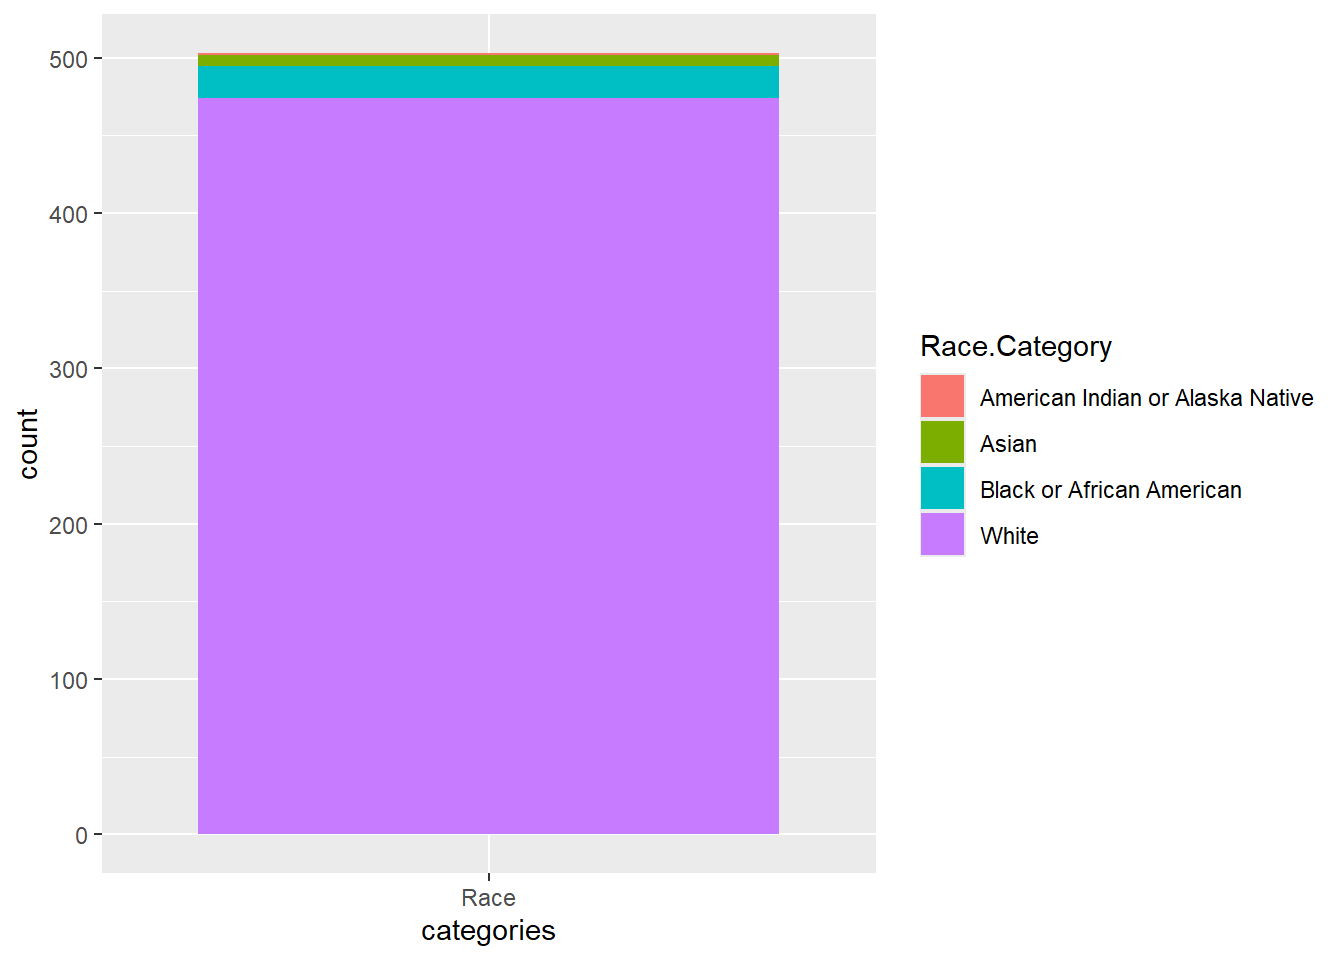 500
400
300
200
100
0
count
Race
categories
Race.Category
American Indian or Alaska Native
Asian
Black or African American
White